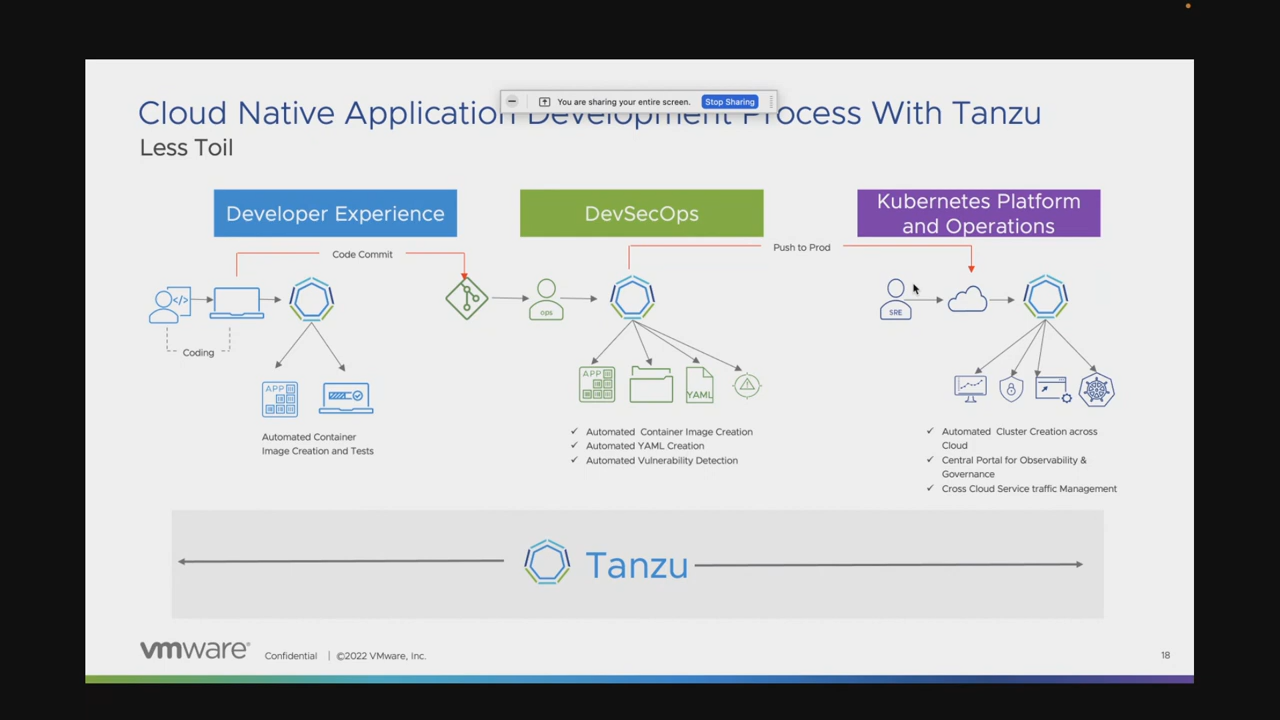 You are sharing your entire screen. Stop Sharing
Cloud Native Application Development Process With Tanzu
Less Toil
Developer Experience
DevSecOps
Kubernetes Platform
and Operations
Code Commit
Push to Prod
ops
SRE
Coding
APP
APP
YAML
Automated Container
Image Creation and Tests
✓ Automated Container Image Creation
✓ Automated YAML Creation
✓ Automated Vulnerability Detection
✓ Automated Cluster Creation across
Cloud
✓ Central Portal for Observability &
Governance
✓ Cross Cloud Service traffic Management
Tanzu
vmware® Confidential | ©2022 VMware, Inc. 18